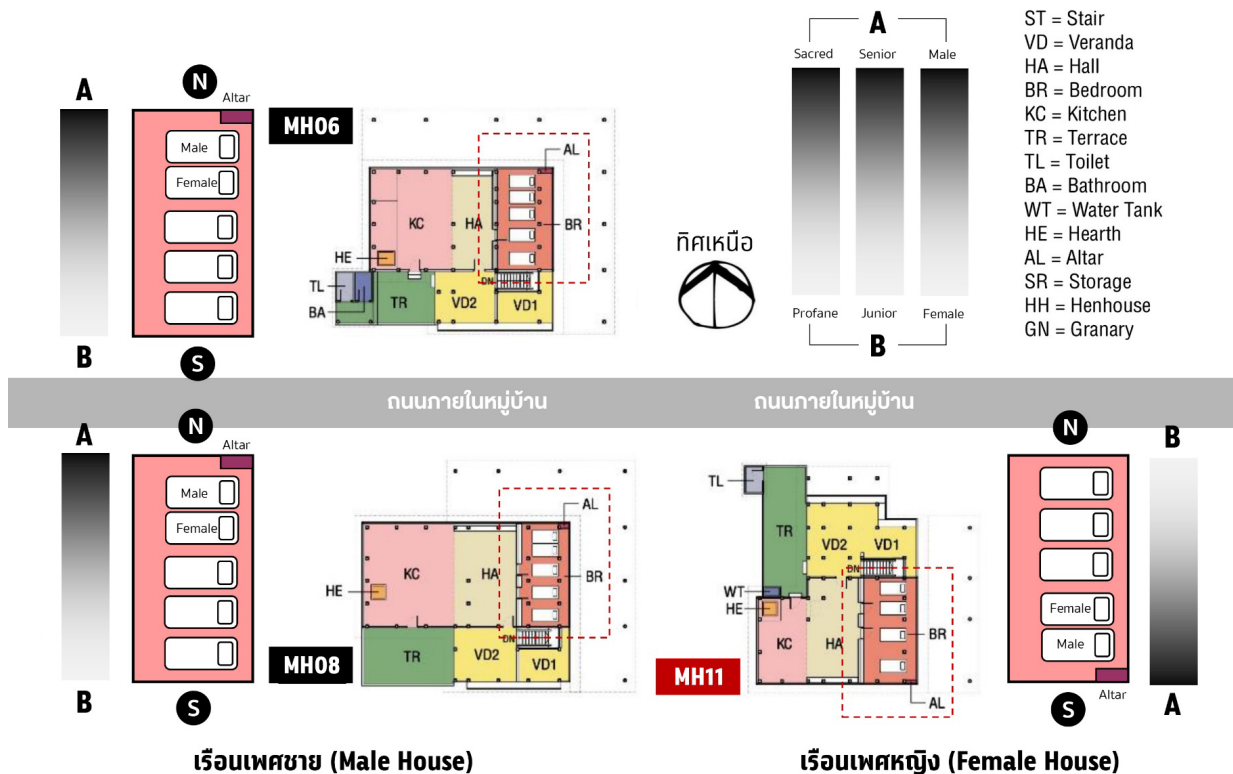 A
N
Altar
Male
Female
B
S
MH06
AL
KC
HA
BR
HE
DN
TL
TR
VD2
VD1
BA
ทิศเหนือ
A
Sacred
Senior
Male
Profane
Junior
Female
B
ST = Stair
VD = Veranda
HA = Hall
BR = Bedroom
KC = Kitchen
TR = Terrace
TL = Toilet
BA = Bathroom
WT = Water Tank
HE = Hearth
AL = Altar
SR = Storage
HH = Henhouse
GN = Granary
ถนนภายในหมู่บ้าน
ถนนภายในหมู่บ้าน
A
N
Altar
Male
Female
B
S
AL
KC
HA
BR
HE
DN
TR
VD2
VD1
MH08
TL
TR
VD2
VD1
DN
WT
HE
KC
HA
BR
MH11
AL
N
B
Female
Male
Altar
S
A
เรือนเพศชาย (Male House)
เรือนเพศหญิง (Female House)